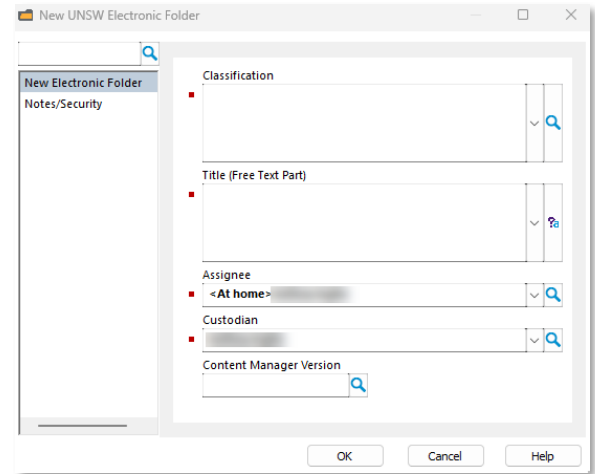 New UNSW Electronic Folder
New Electronic Folder
Notes/Security
Classification
Title (Free Text Part)
Assignee
<At home>
Custodian
Content Manager Version
OK
Cancel
Help